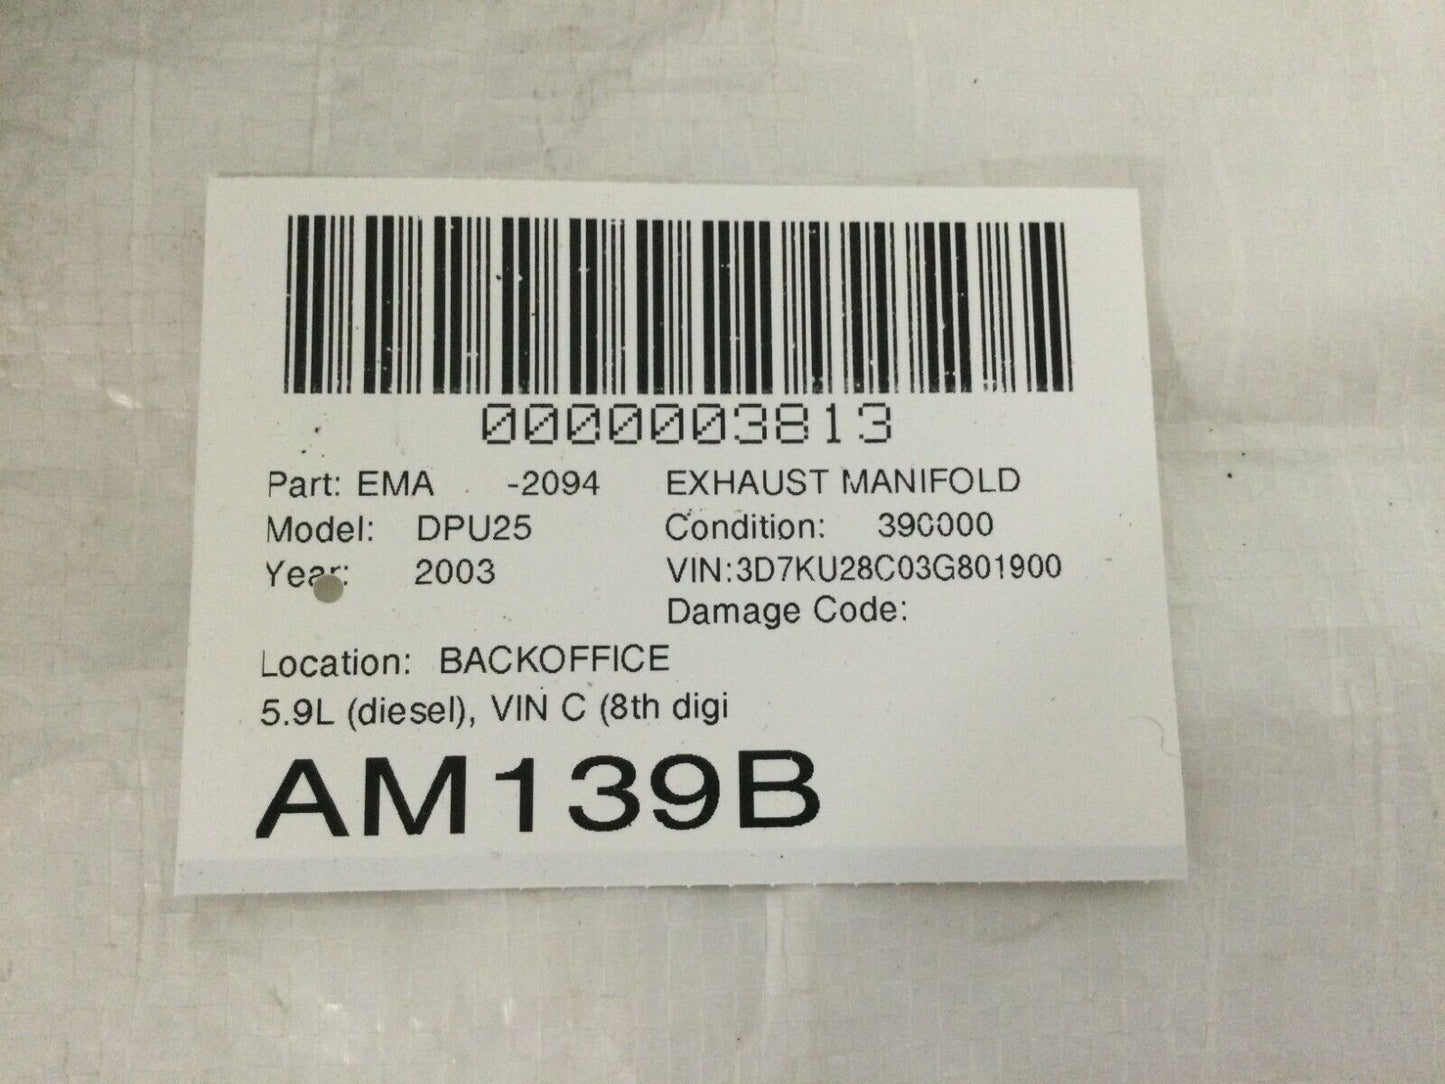 0000003813
Part: EMA -2094 EXHAUST MANIFOLD
Model: DPU25 Condition: 390000
Year: 2003 VIN:3D7KU28C03G801900
Damage Code:
Location: BACKOFFICE
5.9L (diesel), VIN C (8th digi
AM139B